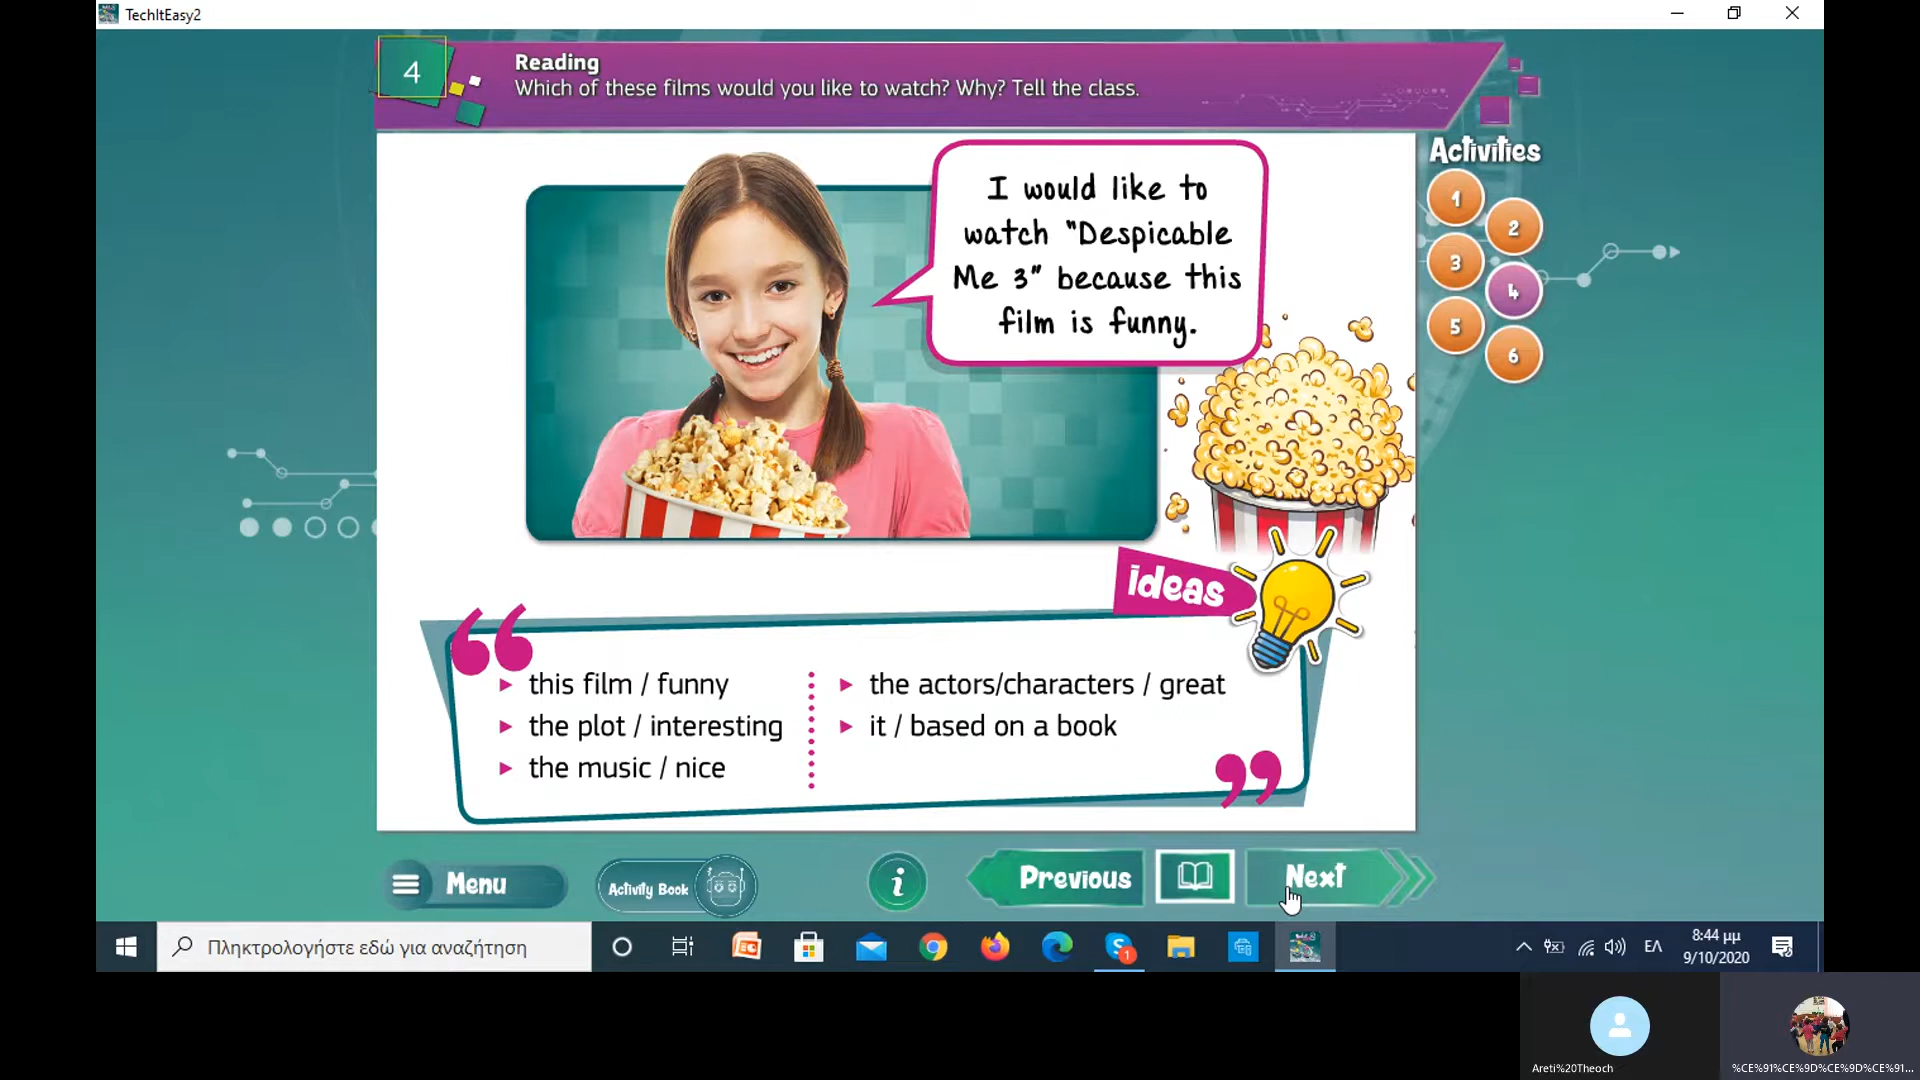 TechItEasy2
4
Reading
Which of these films would you like to watch? Why? Tell the class.
I would like to
watch "Despicable
Me 3" because this
film is funny.
Activities
1
2
3
4
5
6
ideas
this film / funny
the plot / interesting
the music / nice
the actors/characters / great
it / based on a book
Menu
Activity Book
i
Previous
Next
Πληκτρολογήστε εδώ για αναζήτηση
1
ΕΛ
8:44 μμ
9/10/2020
Areti%20Theoch
%CE%91%CE%9D%CE%9D%CE%91...